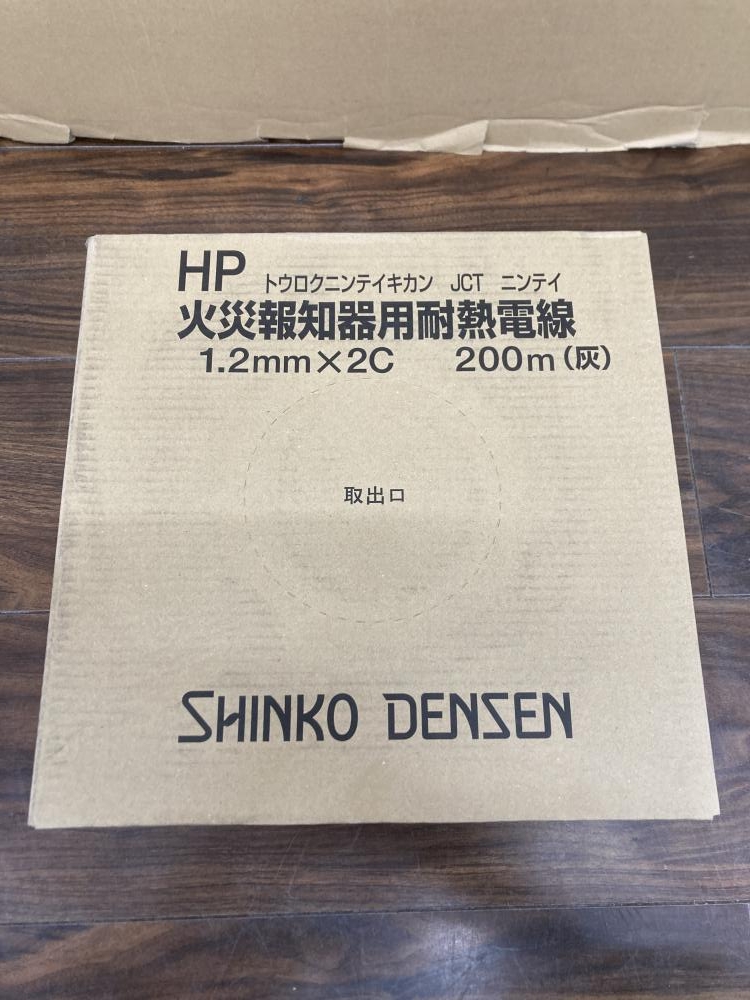 HP トウロクニンテイキカン JCT ニンテイ
火災報知器用耐熱電線
1.2mm×2C 200m(灰)
取出口
SHINKO DENSEN